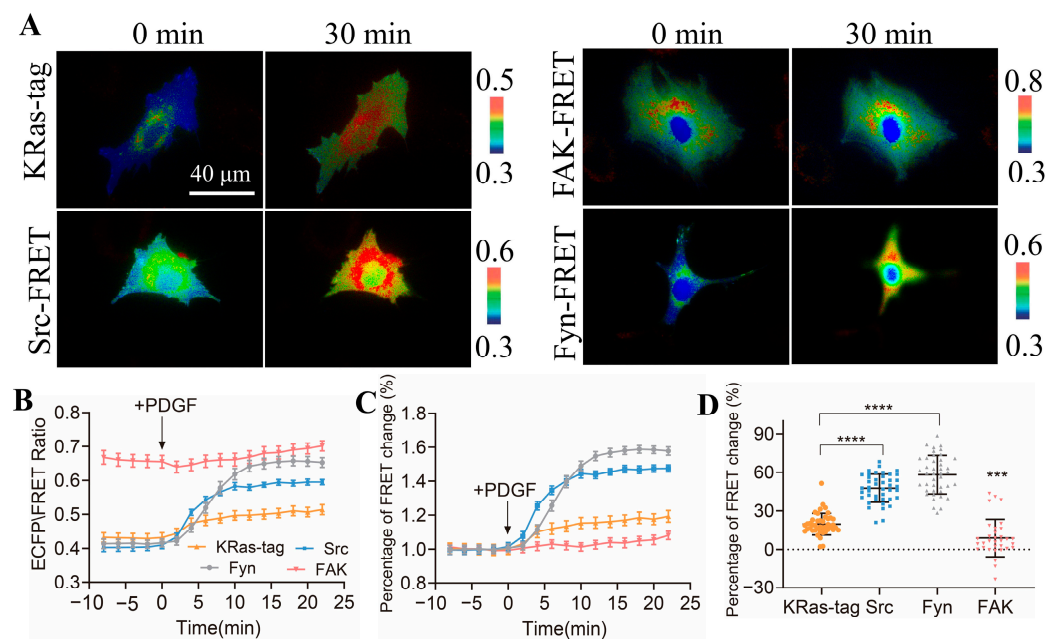 A
0 min 30 min
KRas-tag
40 μm
0.5
0.3
0 min 30 min
FAK-FRET
0.8
0.3
Src-FRET
0.6
0.3
Fyn-FRET
0.6
0.3
B
+PDGF
ECFP\FRET Ratio
0.8
0.7
0.6
0.5
0.4
0.3
KRas-tag Src
Fyn FAK
−10 −5 0 5 10 15 20 25
Time(min)
C
+PDGF
Percentage of FRET change(%)
1.8
1.6
1.4
1.2
1.0
0.8
−10 −5 0 5 10 15 20 25
Time(min)
D
Percentage of FRET change(%)
90
60
30
0
−30
****
****
***
KRas-tag Src Fyn FAK